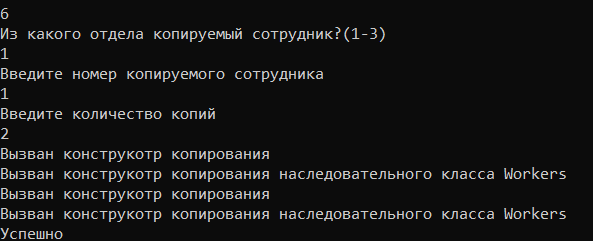 6
Из какого отдела копируемый сотрудник?(1-3)
1
Введите номер копируемого сотрудника
1
Введите количество копий
2
Вызван конструкотр копирования
Вызван конструкотр копирования наследовательного класса Workers
Вызван конструкотр копирования
Вызван конструкотр копирования наследовательного класса Workers
Успешно